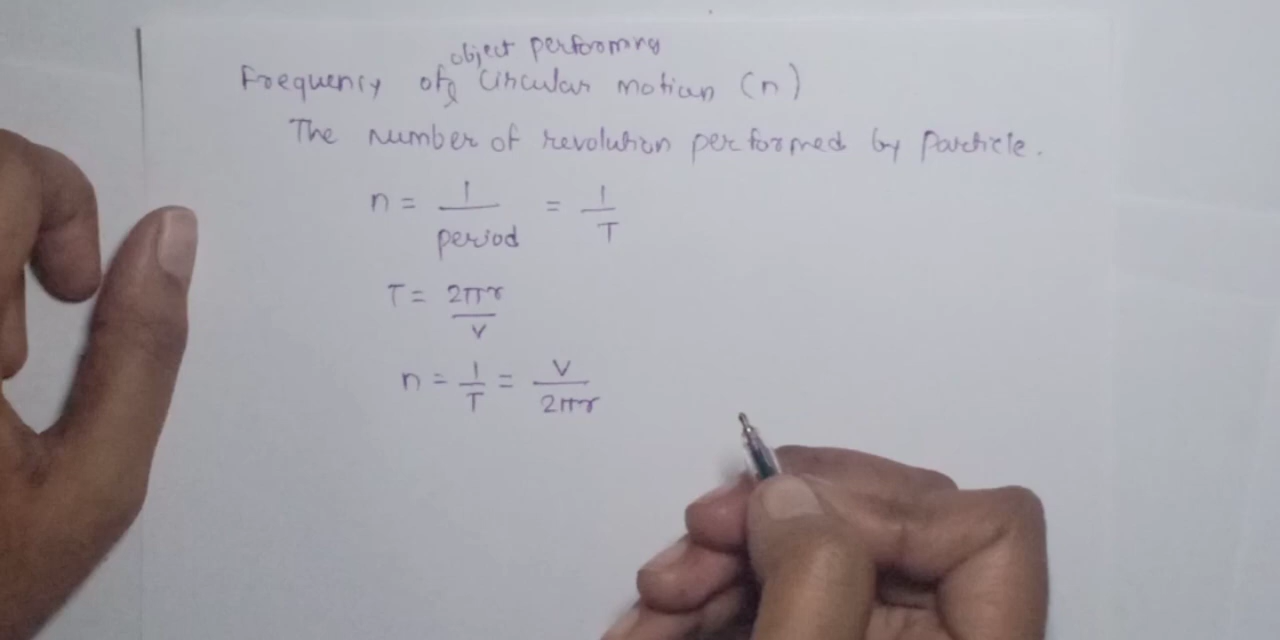 object performing
Frequency of circular motion (n)
The number of revolution performed by particle.
n = 1/period = 1/T
T = 2πr/v
n = 1/T = v/2πr